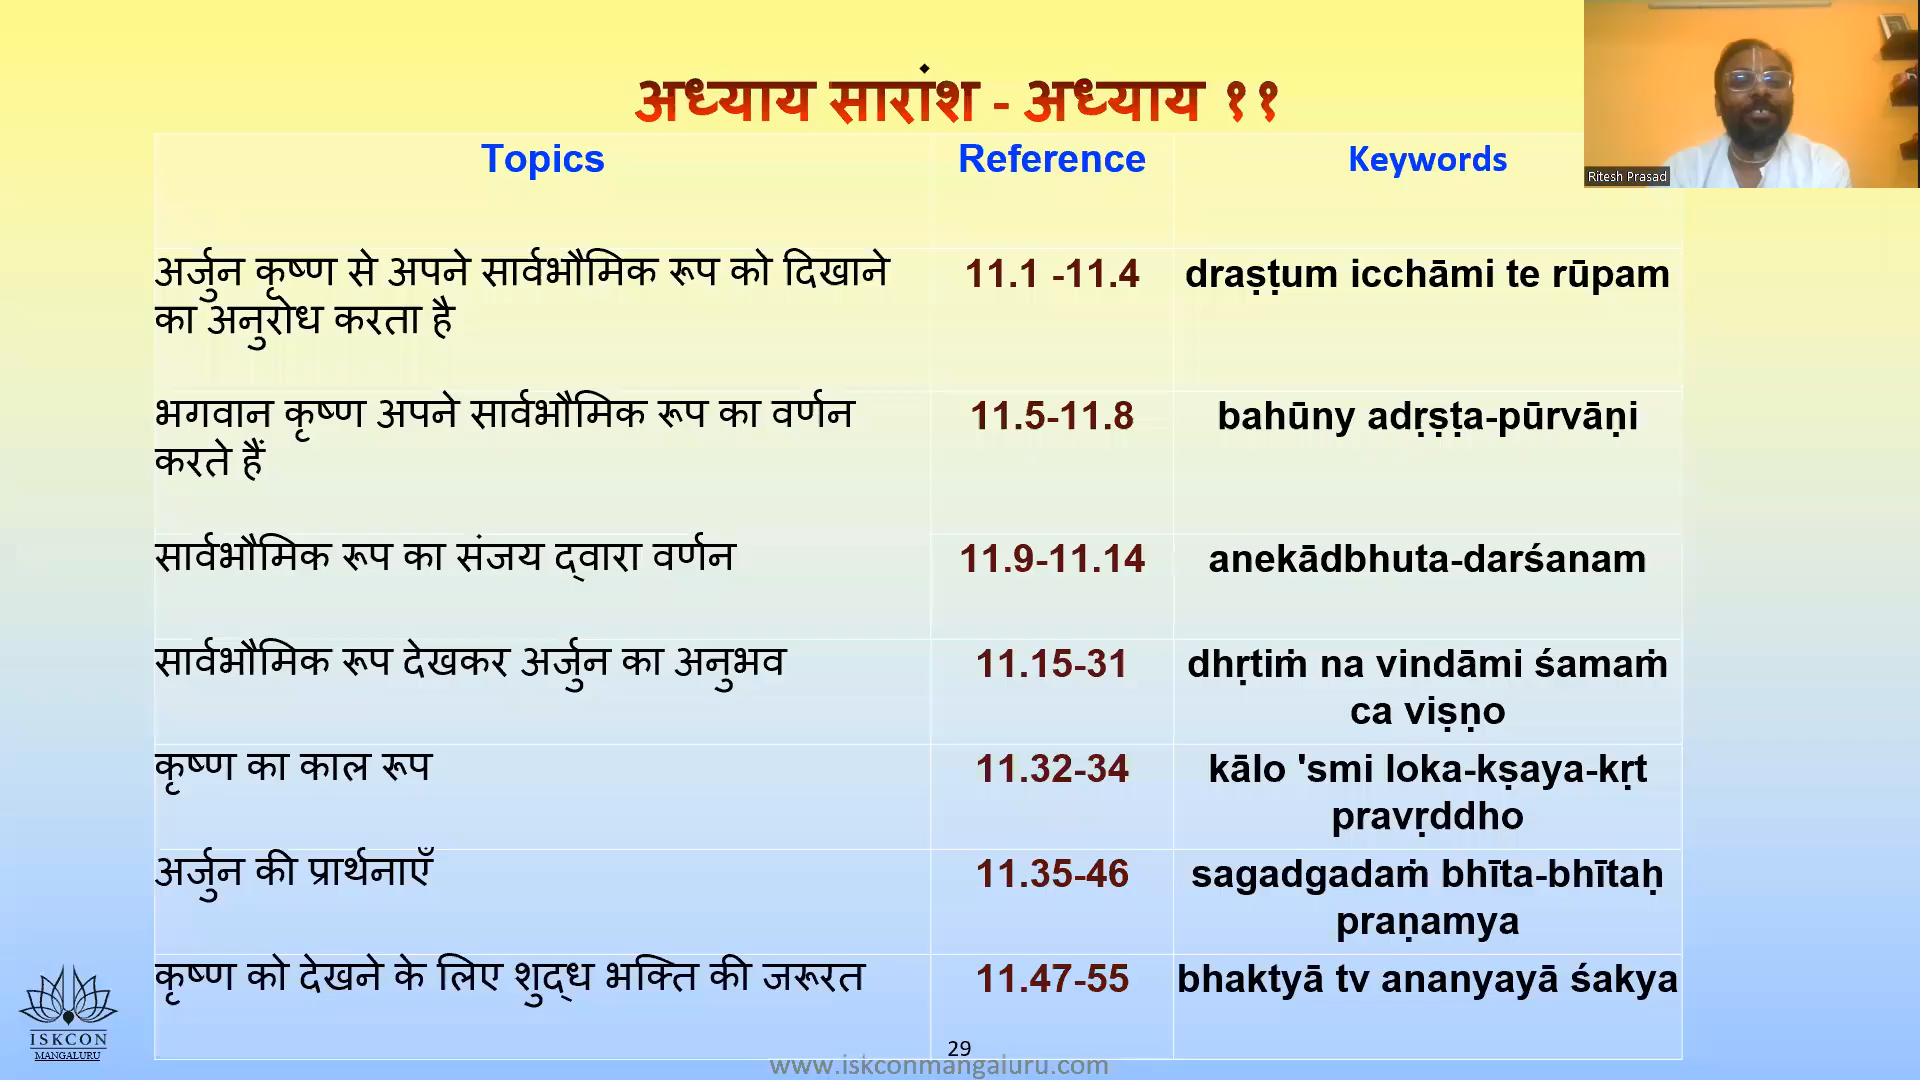 अध्याय सारांश - अध्याय ११
Topics Reference Keywords
Ritesh Prasad
अर्जुन कृष्ण से अपने सार्वभौमिक रूप को दिखाने 11.1 -11.4 draṣṭum icchāmi te rūpam
का अनुरोध करता है
भगवान कृष्ण अपने सार्वभौमिक रूप का वर्णन 11.5-11.8 bahūny adṛṣṭa-pūrvāṇi
करते हैं
सार्वभौमिक रूप का संजय द्वारा वर्णन 11.9-11.14 anekādbhuta-darśanam
सार्वभौमिक रूप देखकर अर्जुन का अनुभव 11.15-31 dhṛtiṁ na vindāmi śamaṁ
ca viṣṇo
कृष्ण का काल रूप 11.32-34 kālo 'smi loka-kṣaya-kṛt
pravṛddho
अर्जुन की प्रार्थनाएँ 11.35-46 sagadgadaṁ bhīta-bhītaḥ
praṇamya
कृष्ण को देखने के लिए शुद्ध भक्ति की जरूरत 11.47-55 bhaktyā tv ananyayā śakya
ISKCON
MANGALURU
29
www.iskconmangaluru.com